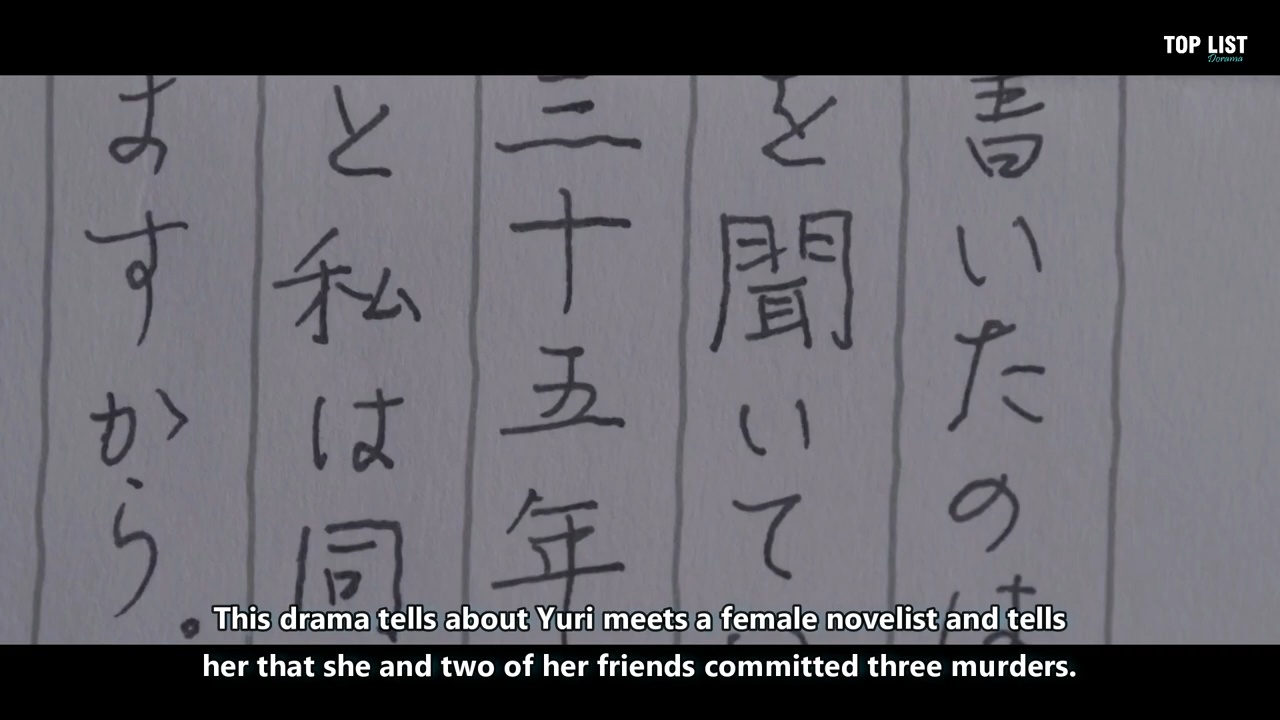 TOP LIST
Dorama
書いたのは
を聞いて
三十五年
と私は同
ますから.
This drama tells about Yuri meets a female novelist and tells
her that she and two of her friends committed three murders.